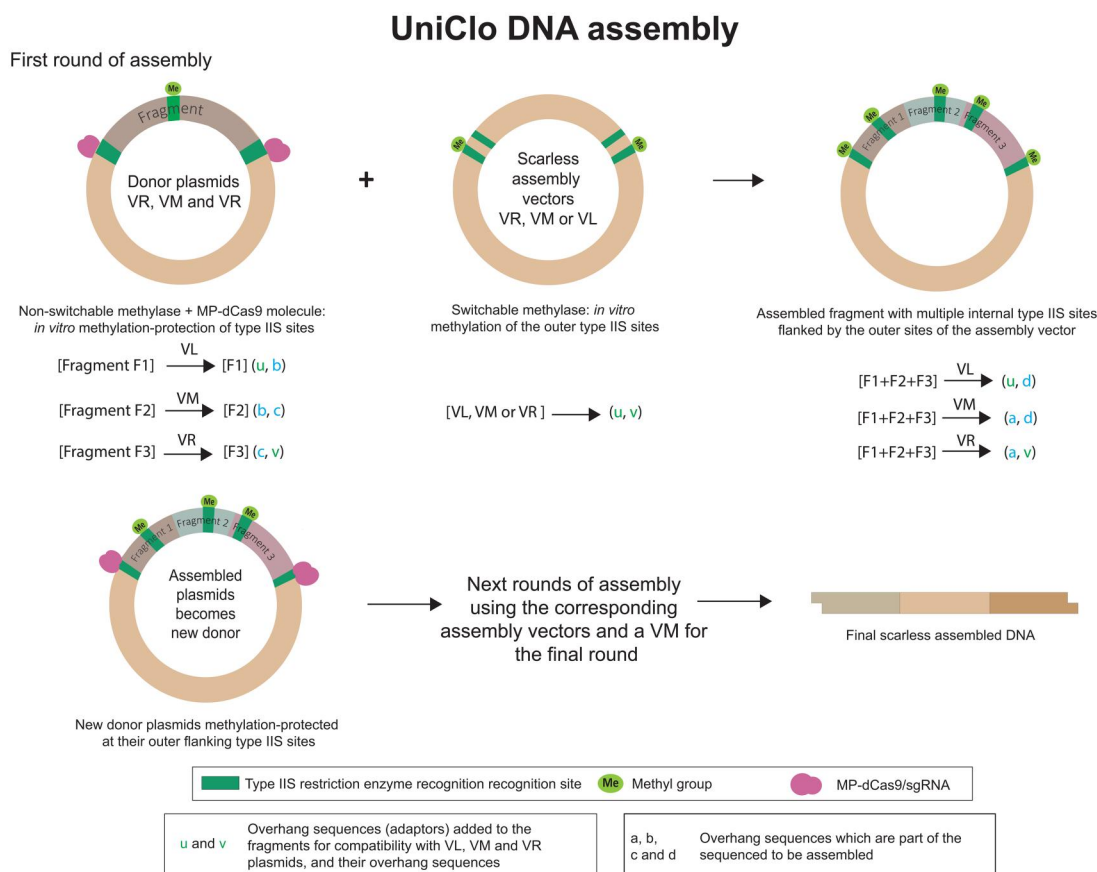 UniClo DNA assembly
First round of assembly
Me
Fragment
Donor plasmids
VR, VM and VR
+
Me
Me
Scarless
assembly
vectors
VR, VM or VL
Me
Me
Me
Me
Me
Fragment 1
Fragment 2
Fragment 3
Non-switchable methylase + MP-dCas9 molecule:
in vitro methylation-protection of type IIS sites
Switchable methylase: in vitro
methylation of the outer type IIS sites
Assembled fragment with multiple internal type IIS sites
flanked by the outer sites of the assembly vector
VL
[Fragment F1] [F1] (u, b)
VM
[Fragment F2] [F2] (b, c)
VR
[Fragment F3] [F3] (c, v)
[VL, VM or VR ] (u, v)
VL
[F1+F2+F3] (u, d)
VM
[F1+F2+F3] (a, d)
VR
[F1+F2+F3] (a, v)
Me
Me
Me
Fragment 1
Fragment 2
Fragment 3
Assembled
plasmids
becomes
new donor
Next rounds of assembly
using the corresponding
assembly vectors and a VM for
the final round
Final scarless assembled DNA
New donor plasmids methylation-protected
at their outer flanking type IIS sites
Type IIS restriction enzyme recognition recognition site
Me Methyl group
MP-dCas9/sgRNA
u and v
Overhang sequences (adaptors) added to the
fragments for compatibility with VL, VM and VR
plasmids, and their overhang sequences
a, b,
c and d
Overhang sequences which are part of the
sequenced to be assembled